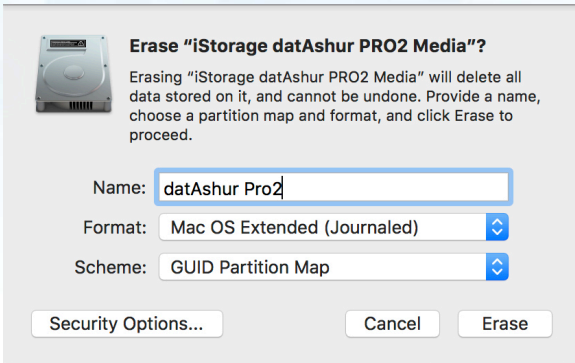 Erase “iStorage datAshur PRO2 Media”?
Erasing “iStorage datAshur PRO2 Media” will delete all
data stored on it, and cannot be undone. Provide a name,
choose a partition map and format, and click Erase to
proceed.
Name: datAshur Pro2
Format: Mac OS Extended (Journaled)
Scheme: GUID Partition Map
Security Options... Cancel Erase